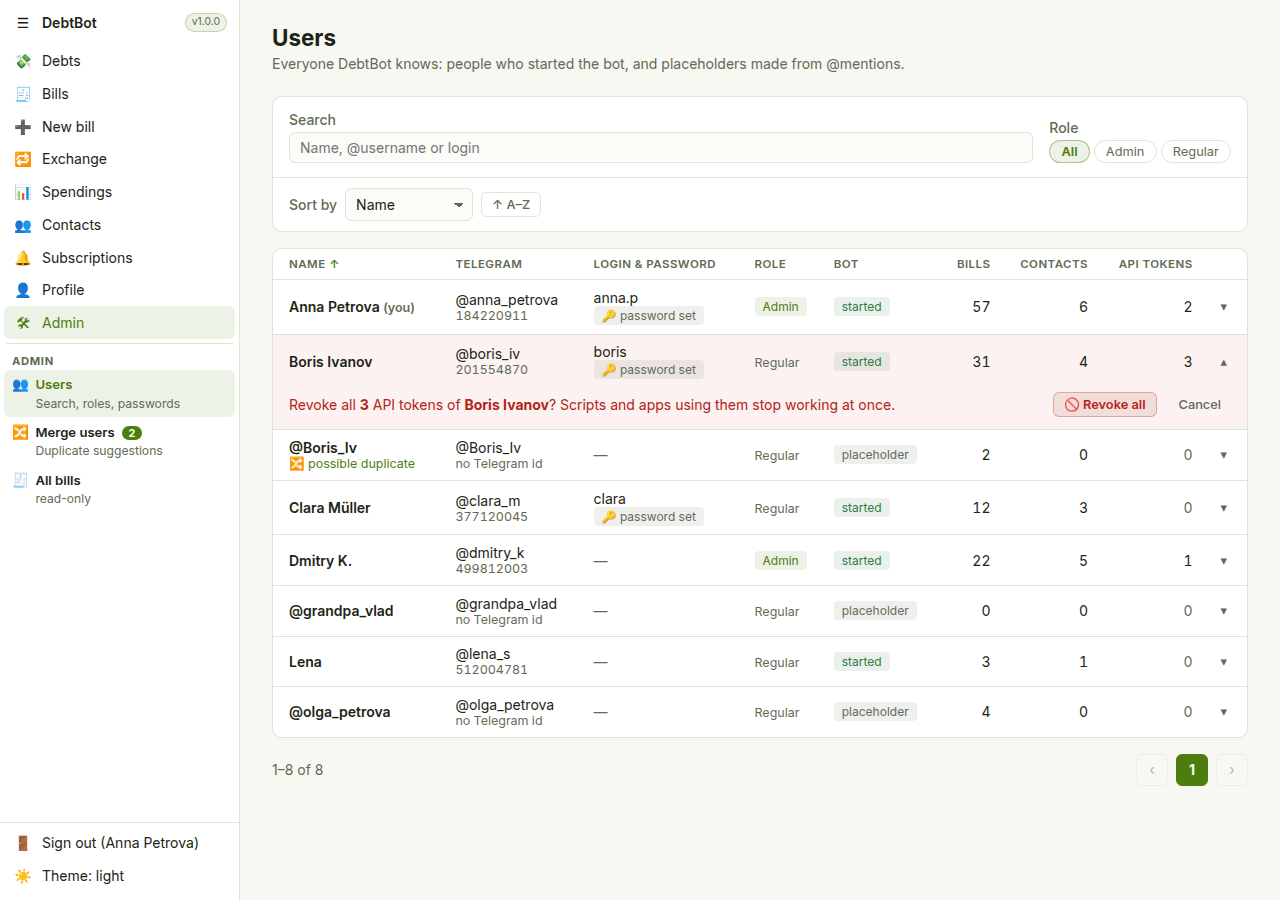 ☰ DebtBot v1.0.0
Debts
Bills
New bill
Exchange
Spendings
Contacts
Subscriptions
Profile
Admin
ADMIN
Users
Search, roles, passwords
Merge users 2
Duplicate suggestions
All bills
read-only
Sign out (Anna Petrova)
Theme: light
Users
Everyone DebtBot knows: people who started the bot, and placeholders made from @mentions.
Search
Name, @username or login
Role
All Admin Regular
Sort by Name ↑ A–Z
NAME ↑ TELEGRAM LOGIN & PASSWORD ROLE BOT BILLS CONTACTS API TOKENS
Anna Petrova (you) @anna_petrova anna.p Admin started 57 6 2 ▾
184220911 🔑 password set
Boris Ivanov @boris_iv boris Regular started 31 4 3 ▴
201554870 🔑 password set
Revoke all 3 API tokens of Boris Ivanov? Scripts and apps using them stop working at once. 🚫 Revoke all Cancel
@Boris_Iv @Boris_Iv — Regular placeholder 2 0 0 ▾
🔀 possible duplicate no Telegram id
Clara Müller @clara_m clara Regular started 12 3 0 ▾
377120045 🔑 password set
Dmitry K. @dmitry_k — Admin started 22 5 1 ▾
499812003
@grandpa_vlad @grandpa_vlad — Regular placeholder 0 0 0 ▾
no Telegram id
Lena @lena_s — Regular started 3 1 0 ▾
512004781
@olga_petrova @olga_petrova — Regular placeholder 4 0 0 ▾
no Telegram id
1–8 of 8 ‹ 1 ›